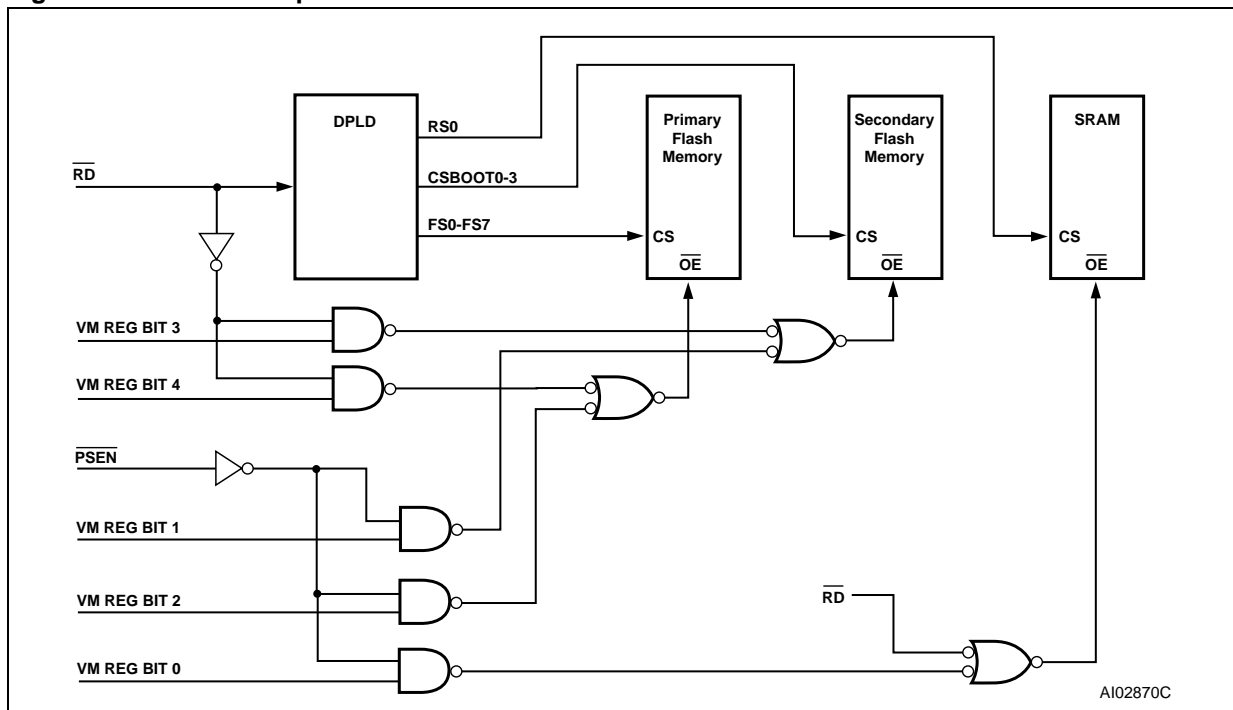 DPLD
RS0
CSBOOT0-3
FS0-FS7
Primary
Flash
Memory
CS
OE
Secondary
Flash
Memory
CS
OE
SRAM
CS
OE
RD
VM REG BIT 3
VM REG BIT 4
PSEN
VM REG BIT 1
VM REG BIT 2
RD
VM REG BIT 0
AI02870C